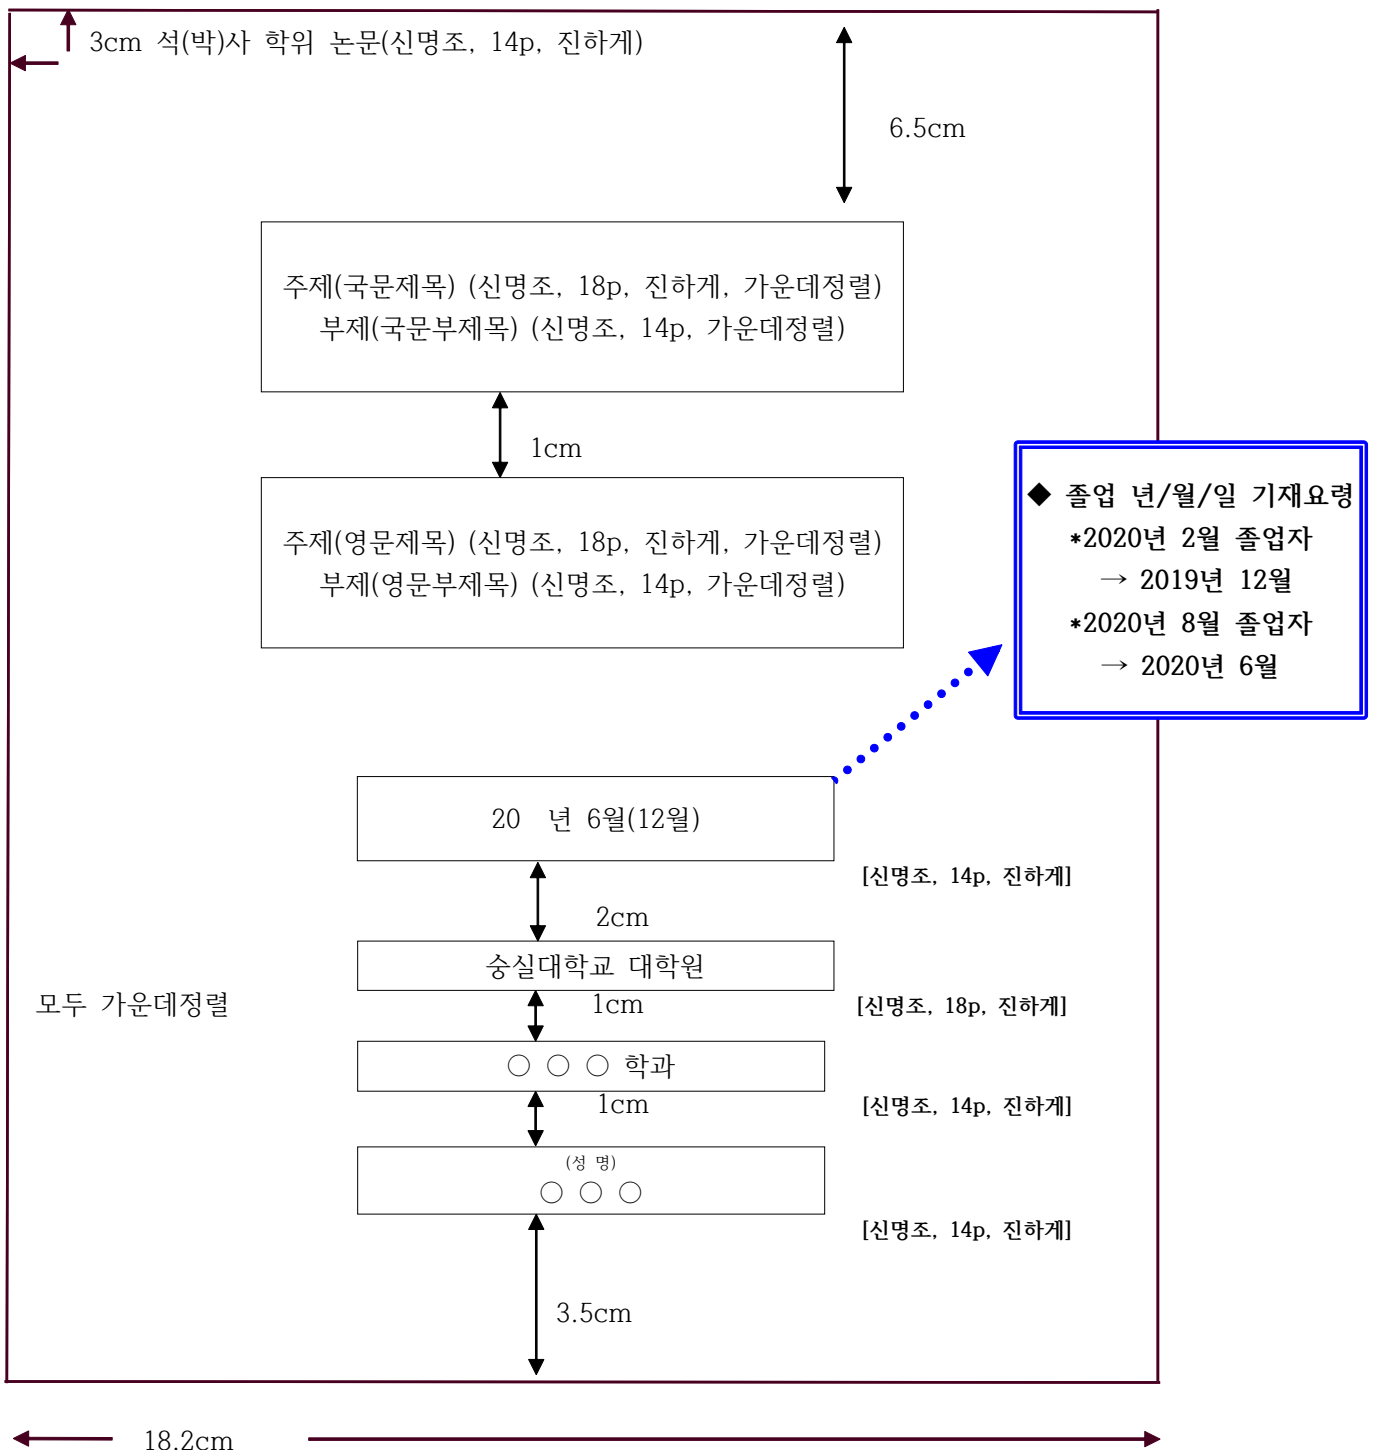 3cm 석(박)사 학위 논문(신명조, 14p, 진하게)
6.5cm
주제(국문제목) (신명조, 18p, 진하게, 가운데정렬)
부제(국문부제목) (신명조, 14p, 가운데정렬)
1cm
주제(영문제목) (신명조, 18p, 진하게, 가운데정렬)
부제(영문부제목) (신명조, 14p, 가운데정렬)
◆ 졸업 년/월/일 기재요령
*2020년 2월 졸업자
→ 2019년 12월
*2020년 8월 졸업자
→ 2020년 6월
20 년 6월(12월)
[신명조, 14p, 진하게]
2cm
숭실대학교 대학원
모두 가운데정렬
1cm
[신명조, 18p, 진하게]
○ ○ ○ 학과
1cm
[신명조, 14p, 진하게]
(성 명)
○ ○ ○
[신명조, 14p, 진하게]
3.5cm
18.2cm